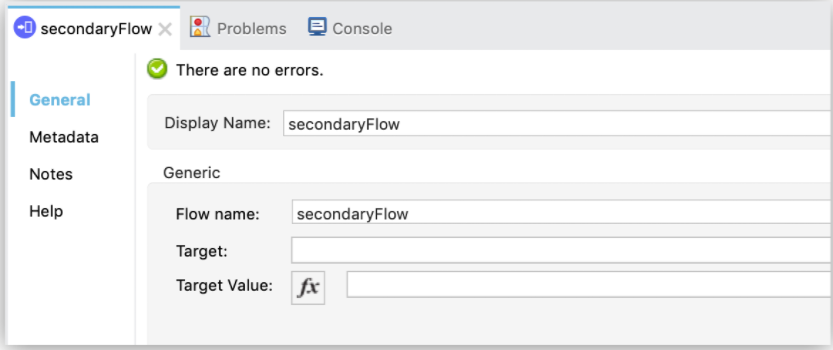 secondaryFlow Problems Console
There are no errors.
General
Metadata
Notes
Help
Display Name: secondaryFlow
Generic
Flow name: secondaryFlow
Target:
Target Value: fx